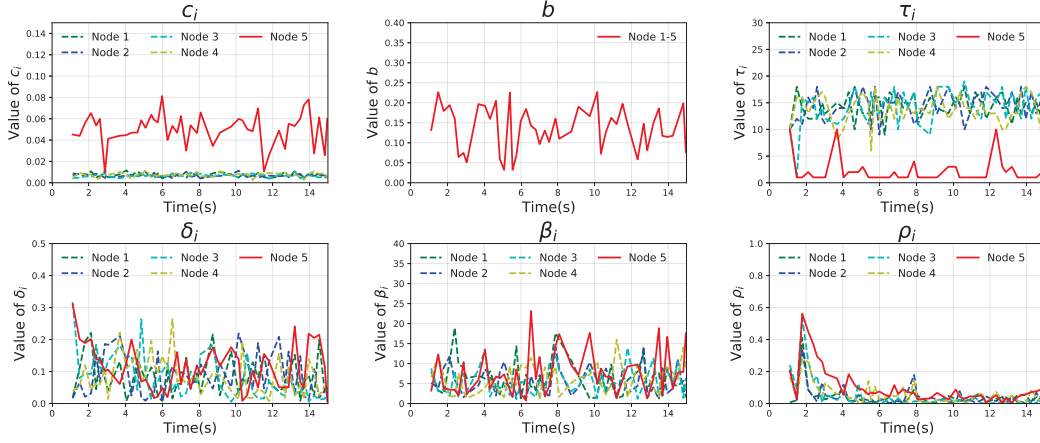 c_i
b
τ_i
Node 1
Node 2
Node 3
Node 4
Node 5
Value of c_i
0.00
0.02
0.04
0.06
0.08
0.10
0.12
0.14
0 2 4 6 8 10 12 14
Time(s)
Node 1-5
Value of b
0.00
0.05
0.10
0.15
0.20
0.25
0.30
0.35
0.40
0 2 4 6 8 10 12 14
Time(s)
Node 1
Node 2
Node 3
Node 4
Node 5
Value of τ_i
0
5
10
15
20
25
30
0 2 4 6 8 10 12 14
Time(s)
δ_i
β_i
ρ_i
Node 1
Node 2
Node 3
Node 4
Node 5
Value of δ_i
0.0
0.1
0.2
0.3
0.4
0.5
0 2 4 6 8 10 12 14
Time(s)
Node 1
Node 2
Node 3
Node 4
Node 5
Value of β_i
0
5
10
15
20
25
30
35
40
0 2 4 6 8 10 12 14
Time(s)
Node 1
Node 2
Node 3
Node 4
Node 5
Value of ρ_i
0.0
0.2
0.4
0.6
0.8
1.0
0 2 4 6 8 10 12 14
Time(s)